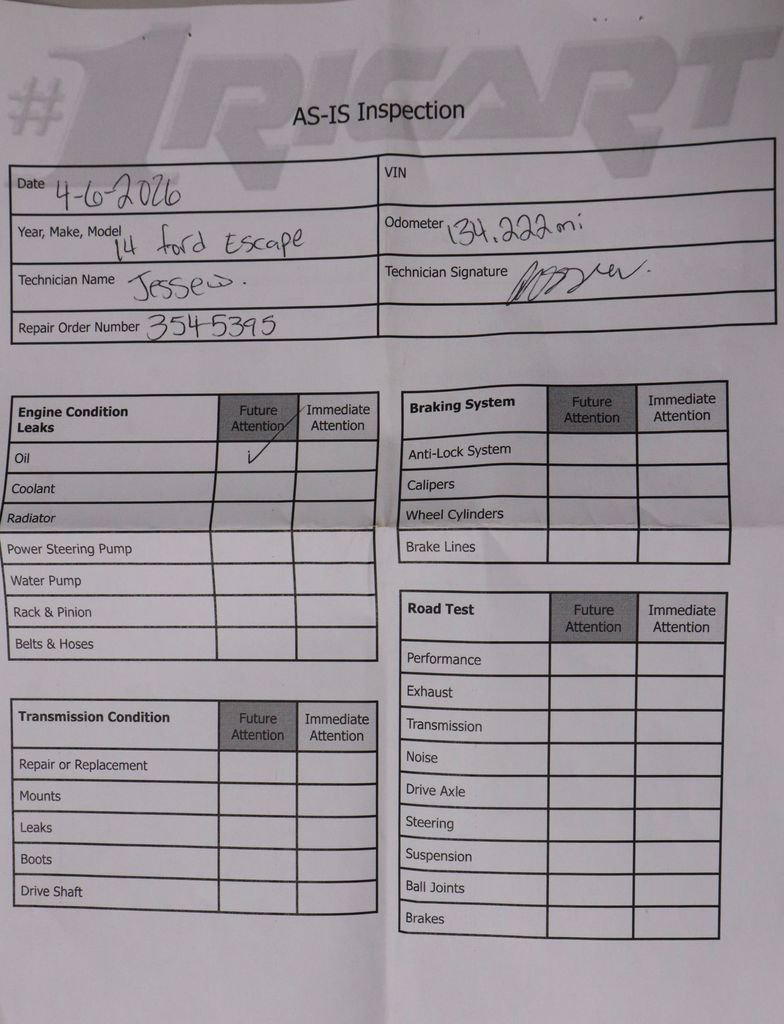 #1RICART
AS-IS Inspection
Date 4-6-2026
VIN
Year, Make, Model 14 ford Escape
Odometer 134.222mi
Technician Name Jessew.
Technician Signature
Repair Order Number 3545395
Engine Condition Leaks
Future Attention
Immediate Attention
Oil ✓
Coolant
Radiator
Power Steering Pump
Water Pump
Rack & Pinion
Belts & Hoses
Transmission Condition
Future Attention
Immediate Attention
Repair or Replacement
Mounts
Leaks
Boots
Drive Shaft
Braking System
Future Attention
Immediate Attention
Anti-Lock System
Calipers
Wheel Cylinders
Brake Lines
Road Test
Future Attention
Immediate Attention
Performance
Exhaust
Transmission
Noise
Drive Axle
Steering
Suspension
Ball Joints
Brakes